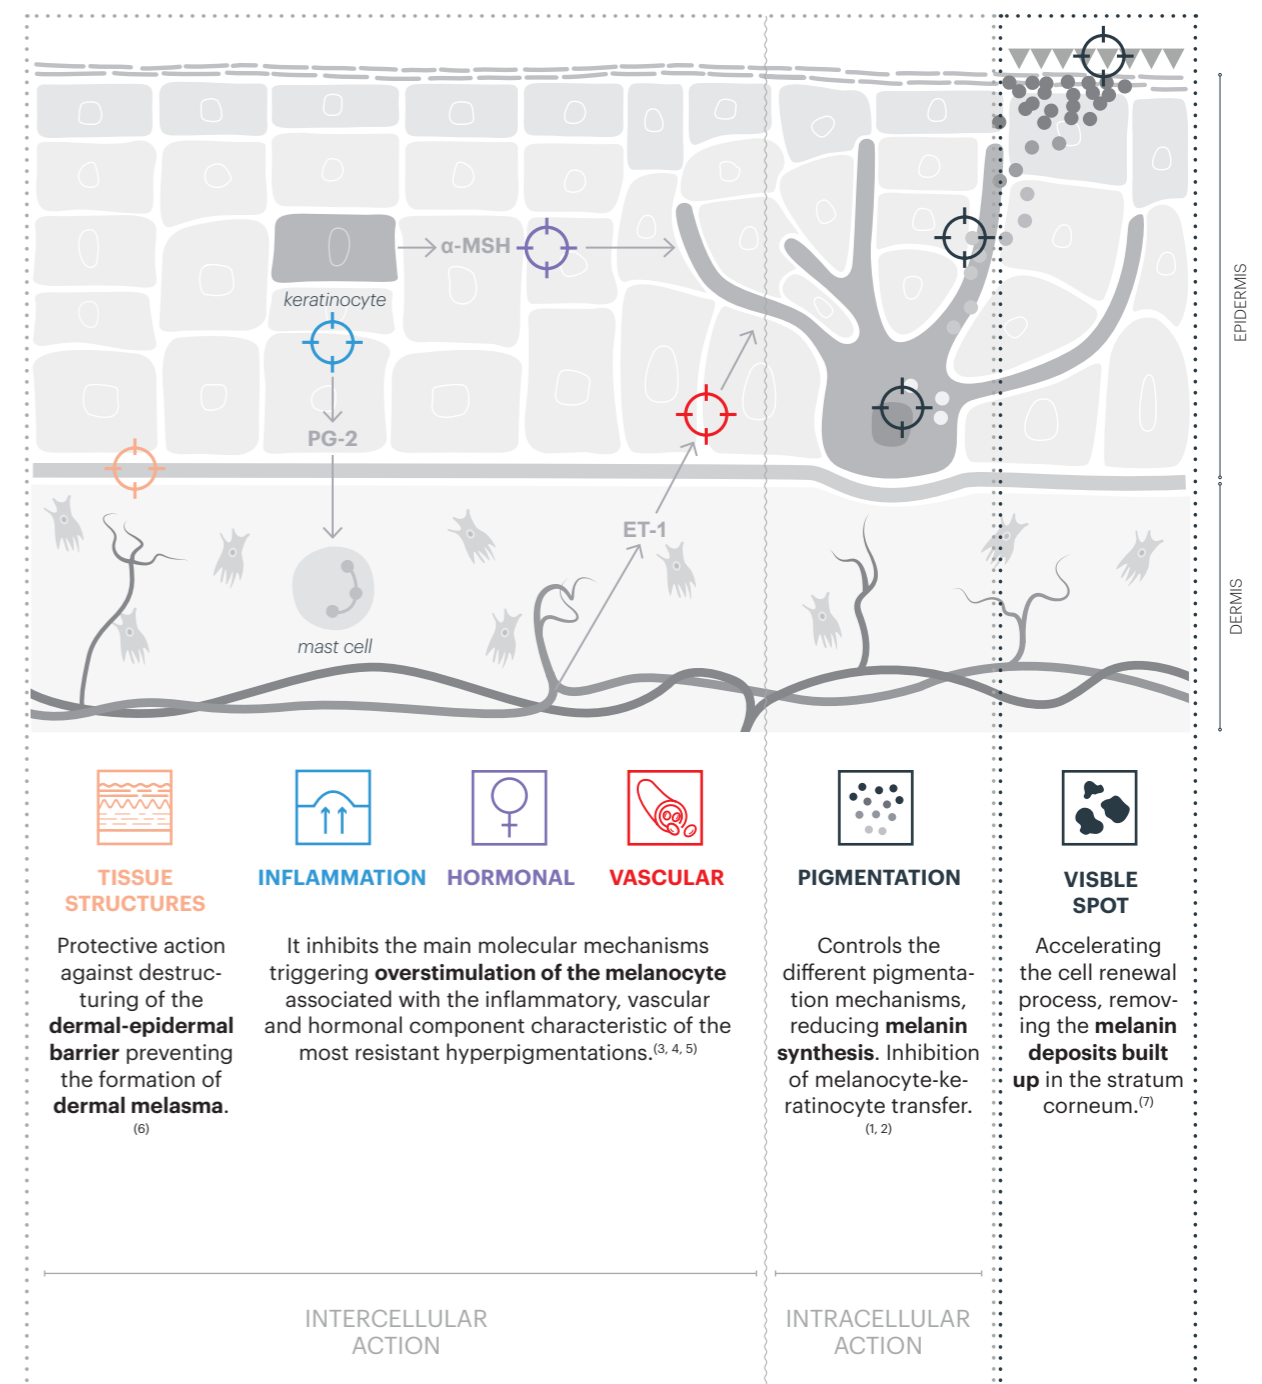 α-MSH
keratinocyte
PG-2
ET-1
mast cell
EPIDERMIS
DERMIS
TISSUE
STRUCTURES
Protective action
against destruc-
turing of the
dermal-epidermal
barrier preventing
the formation of
dermal melasma.
(6)
INFLAMMATION
HORMONAL
VASCULAR
It inhibits the main molecular mechanisms
triggering overstimulation of the melanocyte
associated with the inflammatory, vascular
and hormonal component characteristic of the
most resistant hyperpigmentations.(3, 4, 5)
PIGMENTATION
Controls the
different pigmenta-
tion mechanisms,
reducing melanin
synthesis. Inhibition
of melanocyte-ke-
ratinocyte transfer.
(1, 2)
VISBLE
SPOT
Accelerating
the cell renewal
process, remov-
ing the melanin
deposits built
up in the stratum
corneum.(7)
INTERCELLULAR
ACTION
INTRACELLULAR
ACTION